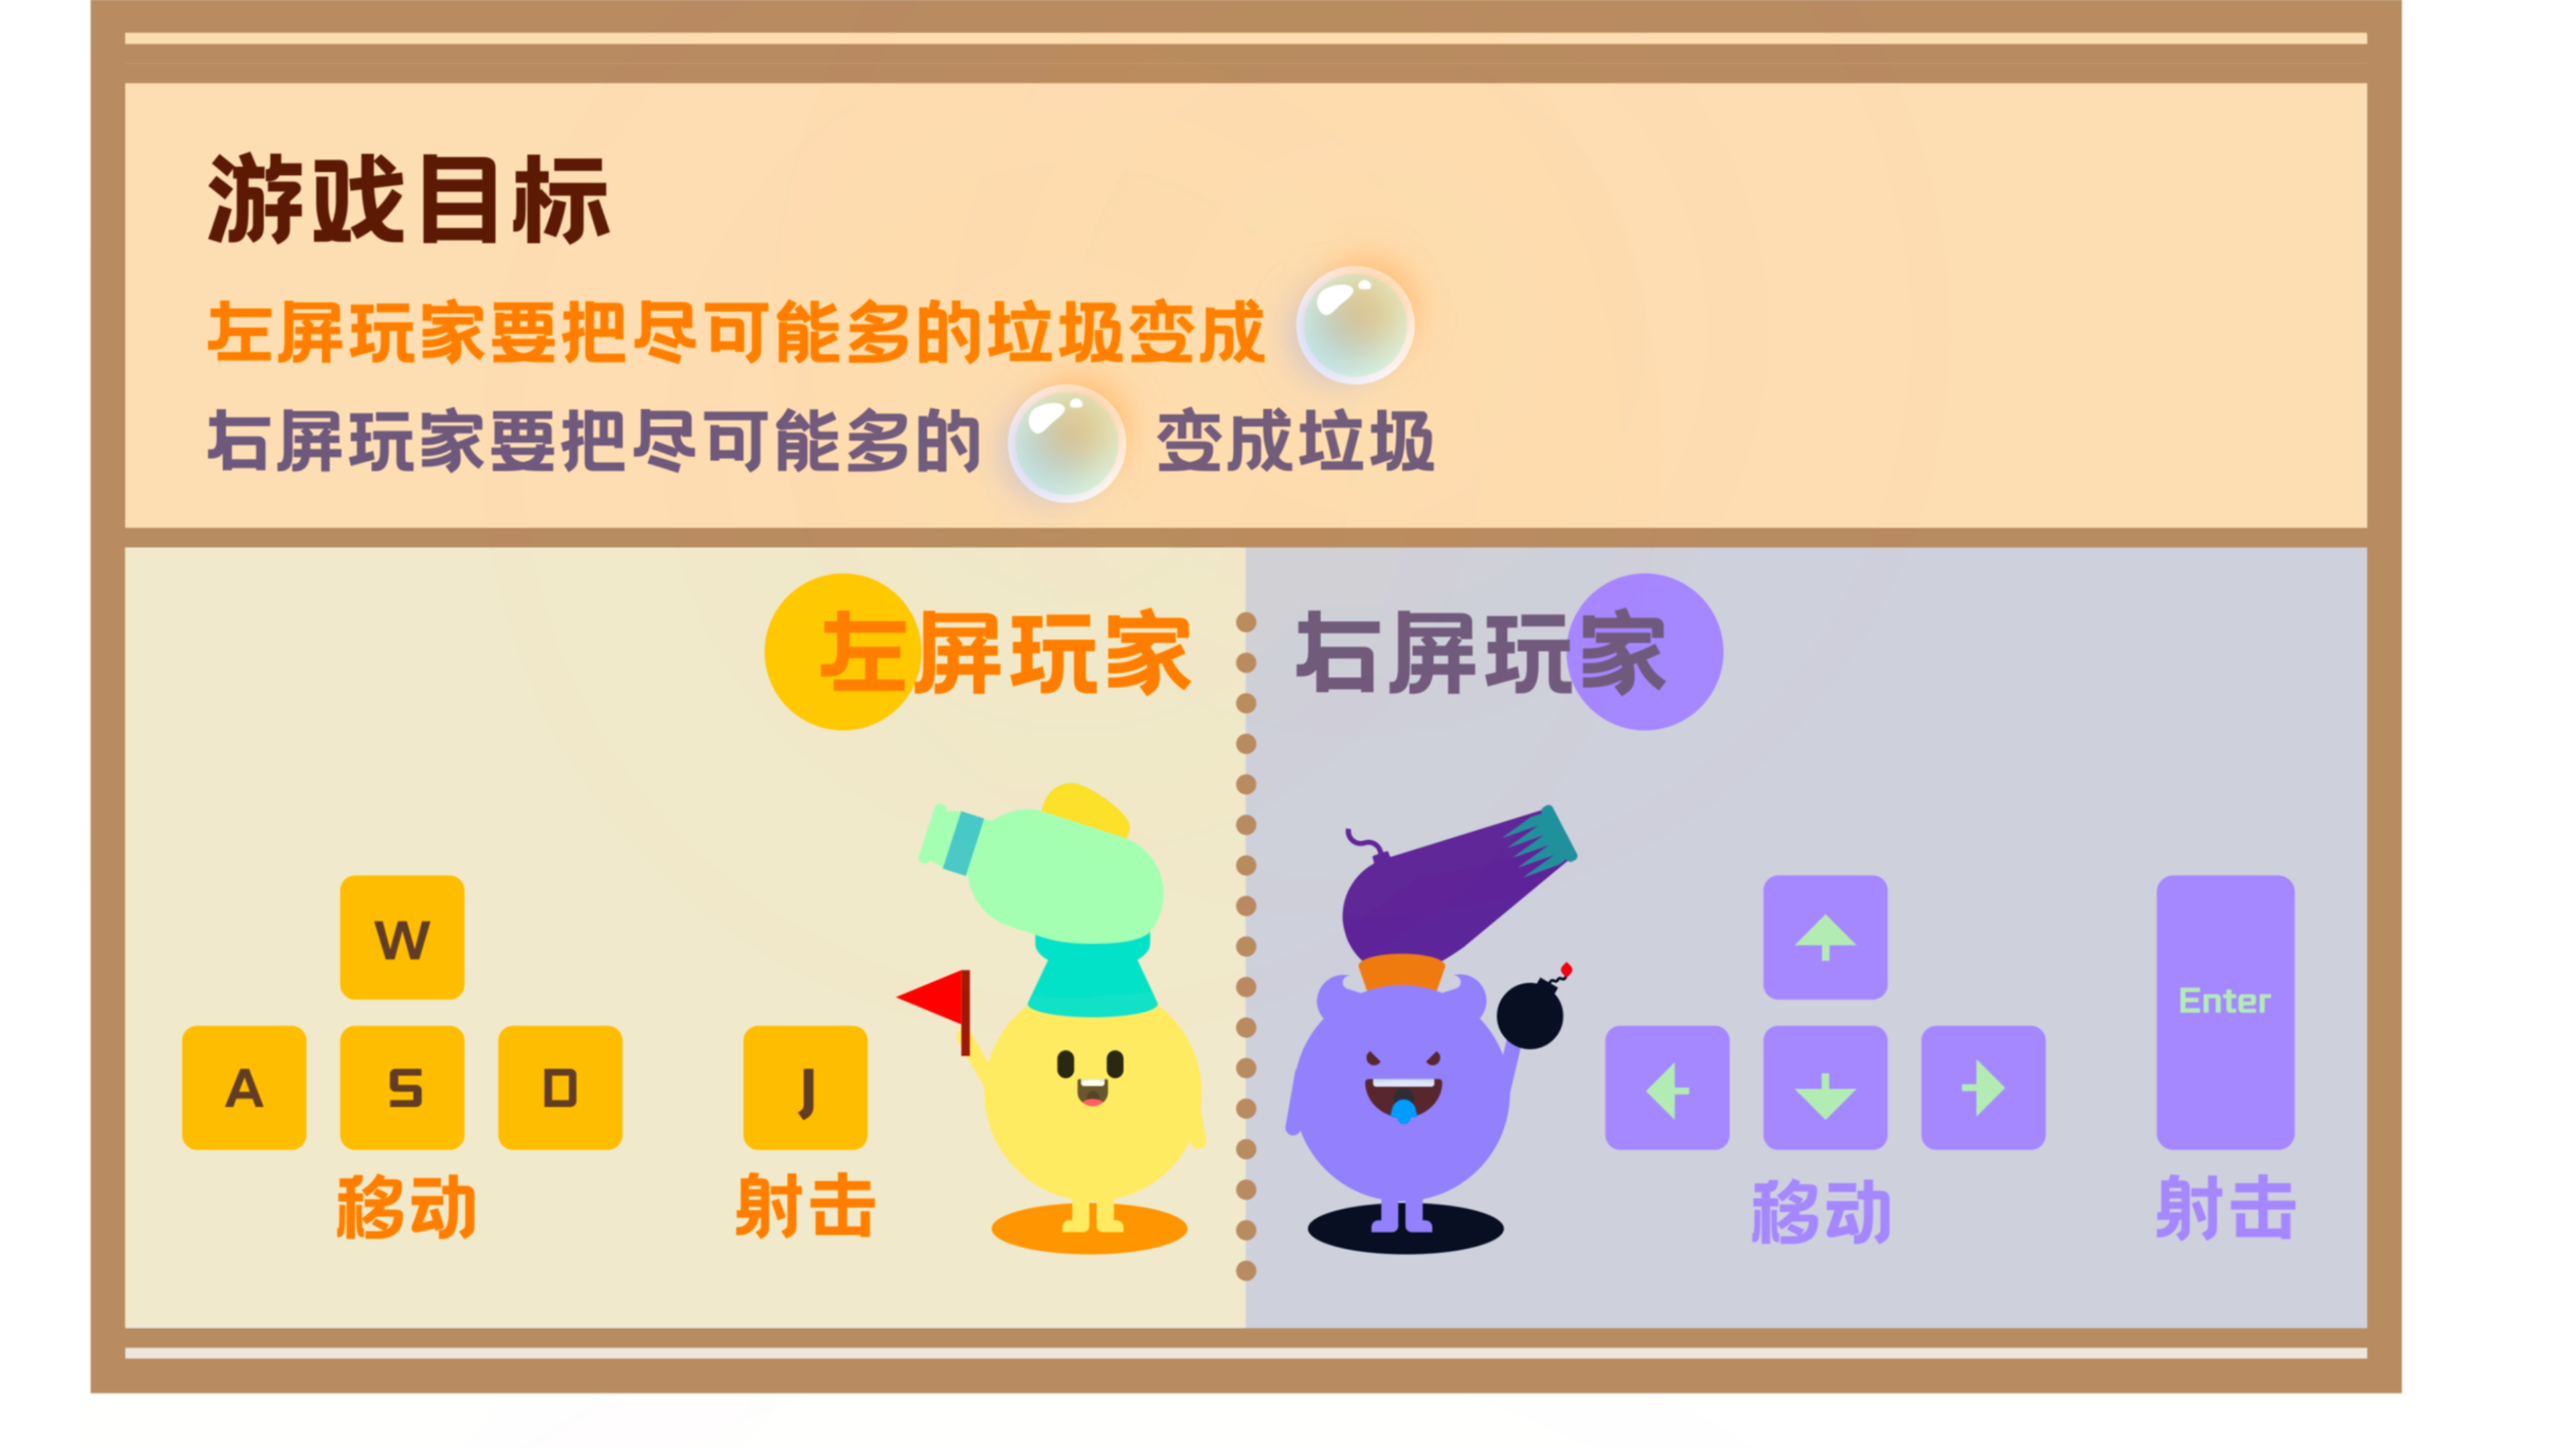 游戏目标
左屏玩家要把尽可能多的垃圾变成
右屏玩家要把尽可能多的 变成垃圾
左屏玩家
W
A S D
J
移动
射击
右屏玩家
Enter
移动
射击